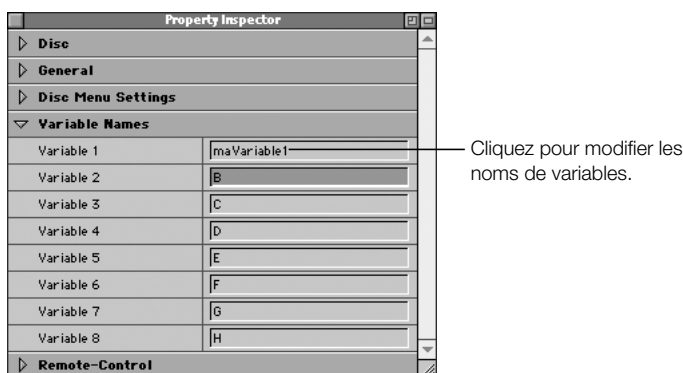 Property Inspector
Disc
General
Disc Menu Settings
Variable Names
Variable 1 maVariable1
Variable 2 B
Variable 3 C
Variable 4 D
Variable 5 E
Variable 6 F
Variable 7 G
Variable 8 H
Remote-Control
Cliquez pour modifier les
noms de variables.